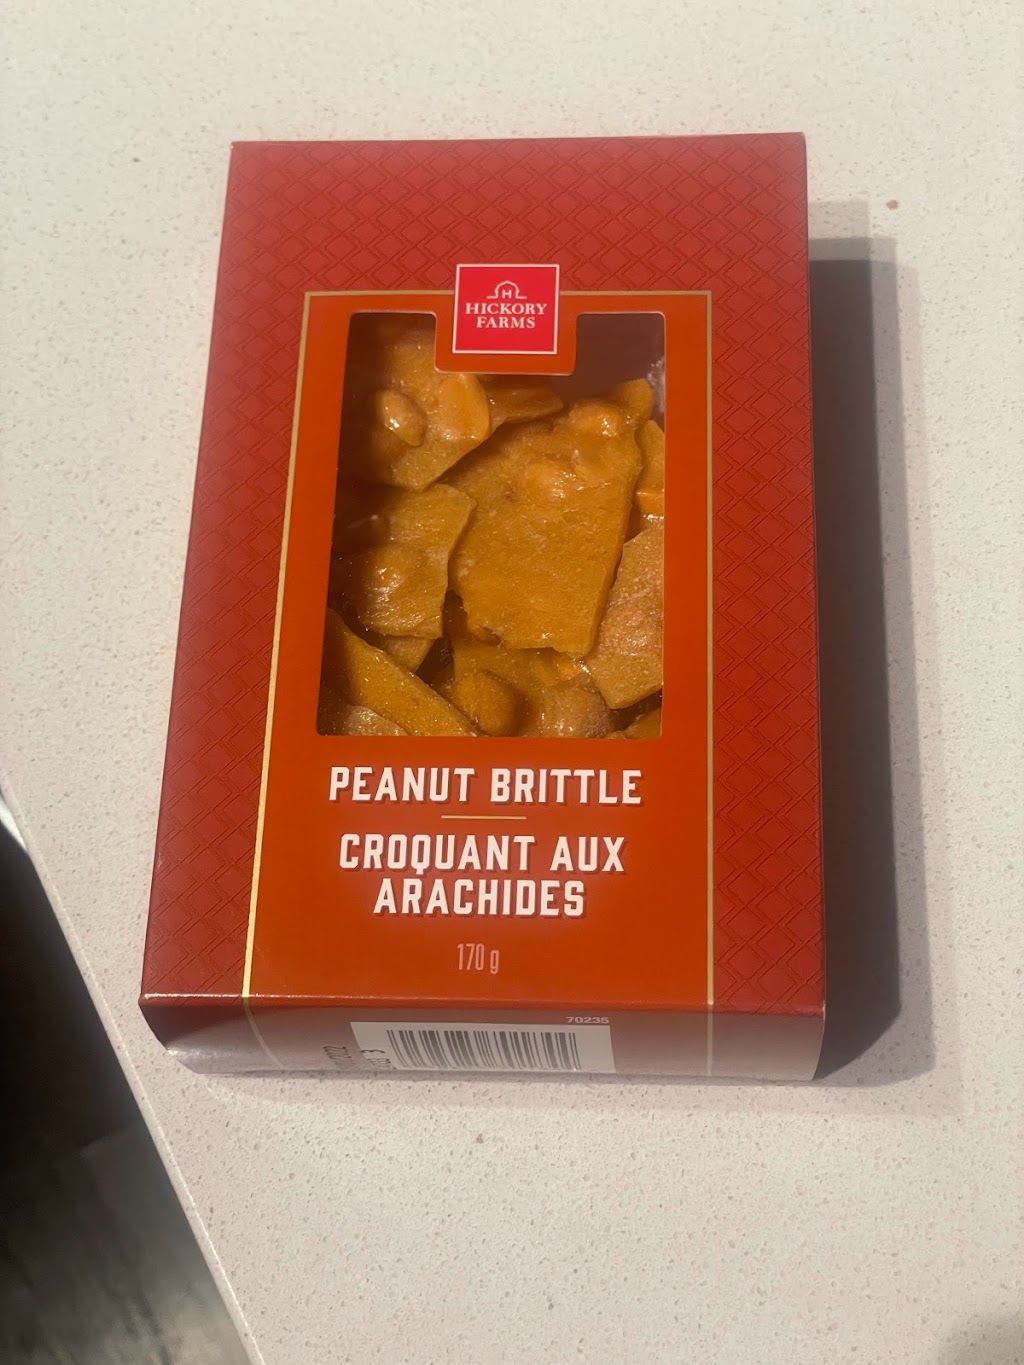 H
HICKORY
FARMS
PEANUT BRITTLE
CROQUANT AUX
ARACHIDES
170 g
70235